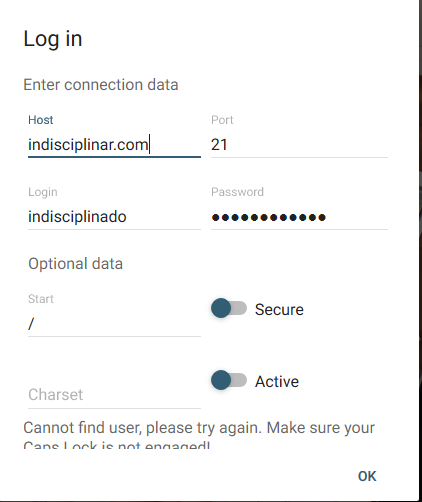 Log in
Enter connection data
Host
Port
indisciplinar.com
21
Login
Password
indisciplinado
●●●●●●●●●●●●
Optional data
Start
Secure
/
Active
Charset
Cannot find user, please try again. Make sure your
Caps Lock is not engaged!
OK